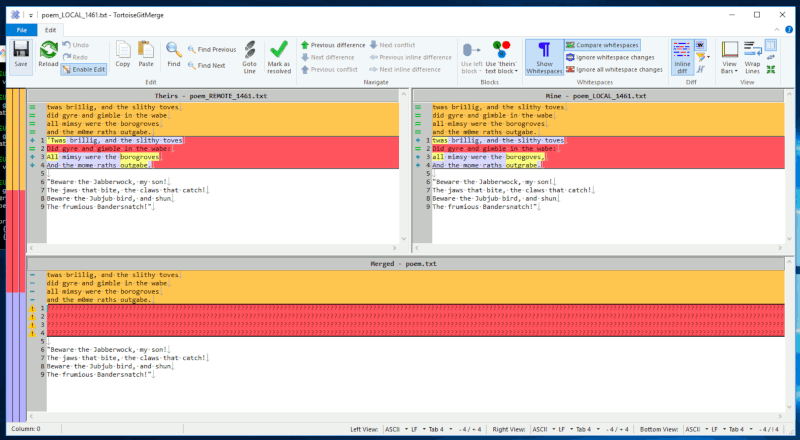 poem_LOCAL_1461.txt - TortoiseGitMerge
File Edit
Save
Reload
Undo
Redo
Enable Edit
Copy
Paste
Edit
Find
Find Previous
Find Next
Goto Line
Mark as resolved
Previous difference
Next difference
Previous conflict
Next conflict
Previous inline difference
Next inline difference
Navigate
Use left block
Use 'theirs' text block
Blocks
Show Whitespaces
Compare whitespaces
Ignore whitespace changes
Ignore all whitespace changes
Whitespaces
Inline diff
Diff
View Bars
Wrap Lines
View
Theirs - poem_REMOTE_1461.txt
twas brillig, and the slithy toves
did gyre and gimble in the wabe
all mimsy were the borogroves
and the m0me raths outgabe.
1 'Twas brillig, and the slithy toves
2 Did gyre and gimble in the wabe:
3 All mimsy were the borogroves
4 And the mome raths outgabe.
5
6 "Beware the Jabberwock, my son!
7 The jaws that bite, the claws that catch!
8 Beware the Jubjub bird, and shun
9 The frumious Bandersnatch!"
Mine - poem_LOCAL_1461.txt
twas brillig, and the slithy toves
did gyre and gimble in the wabe
all mimsy were the borogroves
and the m0me raths outgabe.
1 twas brillig, and the slithy toves
2 Did gyre and gimble in the wabe:
3 all mimsy were the borogoves,
4 And the mome raths outgrabe.
5
6 "Beware the Jabberwock, my son!
7 The jaws that bite, the claws that catch!
8 Beware the Jubjub bird, and shun
9 The frumious Bandersnatch!"
Merged - poem.txt
twas brillig, and the slithy toves
did gyre and gimble in the wabe
all mimsy were the borogroves
and the m0me raths outgabe.
1
2
3
4
5
6 "Beware the Jabberwock, my son!
7 The jaws that bite, the claws that catch!
8 Beware the Jubjub bird, and shun
9 The frumious Bandersnatch!"
Column: 0
Left View: ASCII LF Tab 4 - 4 / + 4 Right View: ASCII LF Tab 4 - 4 / + 4 Bottom View: ASCII LF Tab 4 - 4 / ! 4